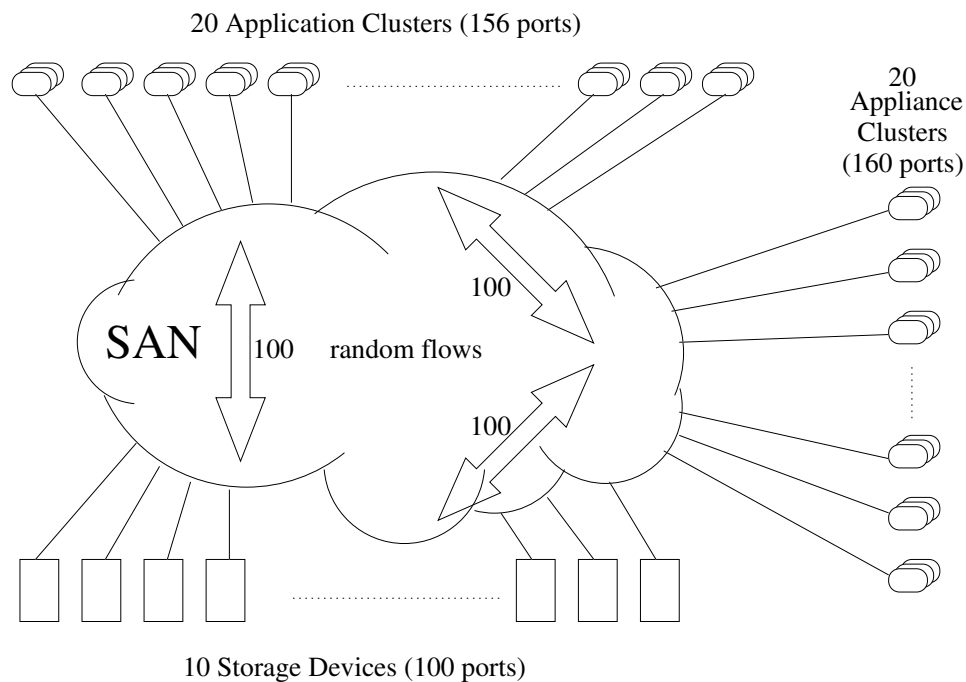 20 Application Clusters (156 ports)
20
Appliance
Clusters
(160 ports)
100
SAN
100
random flows
100
10 Storage Devices (100 ports)